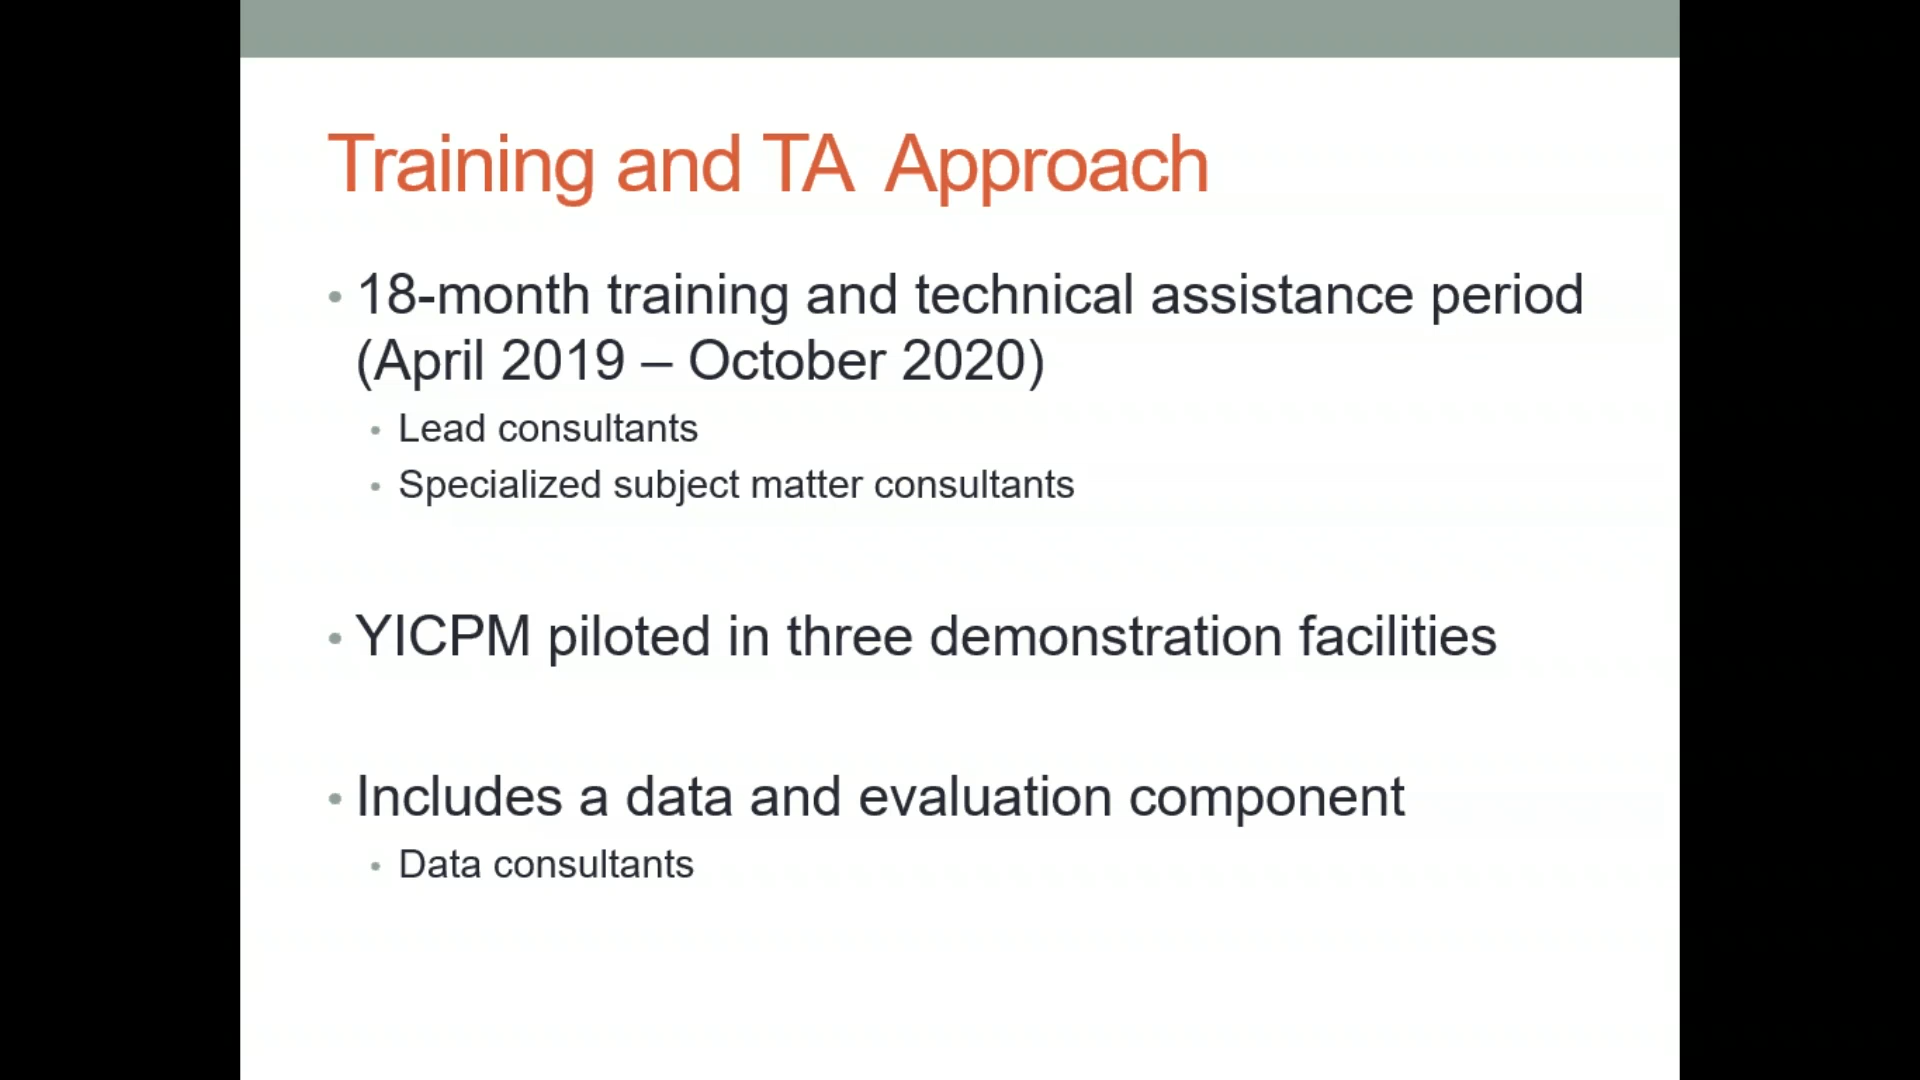 Training and TA Approach
• 18-month training and technical assistance period
(April 2019 – October 2020)
• Lead consultants
• Specialized subject matter consultants
• YICPM piloted in three demonstration facilities
• Includes a data and evaluation component
• Data consultants